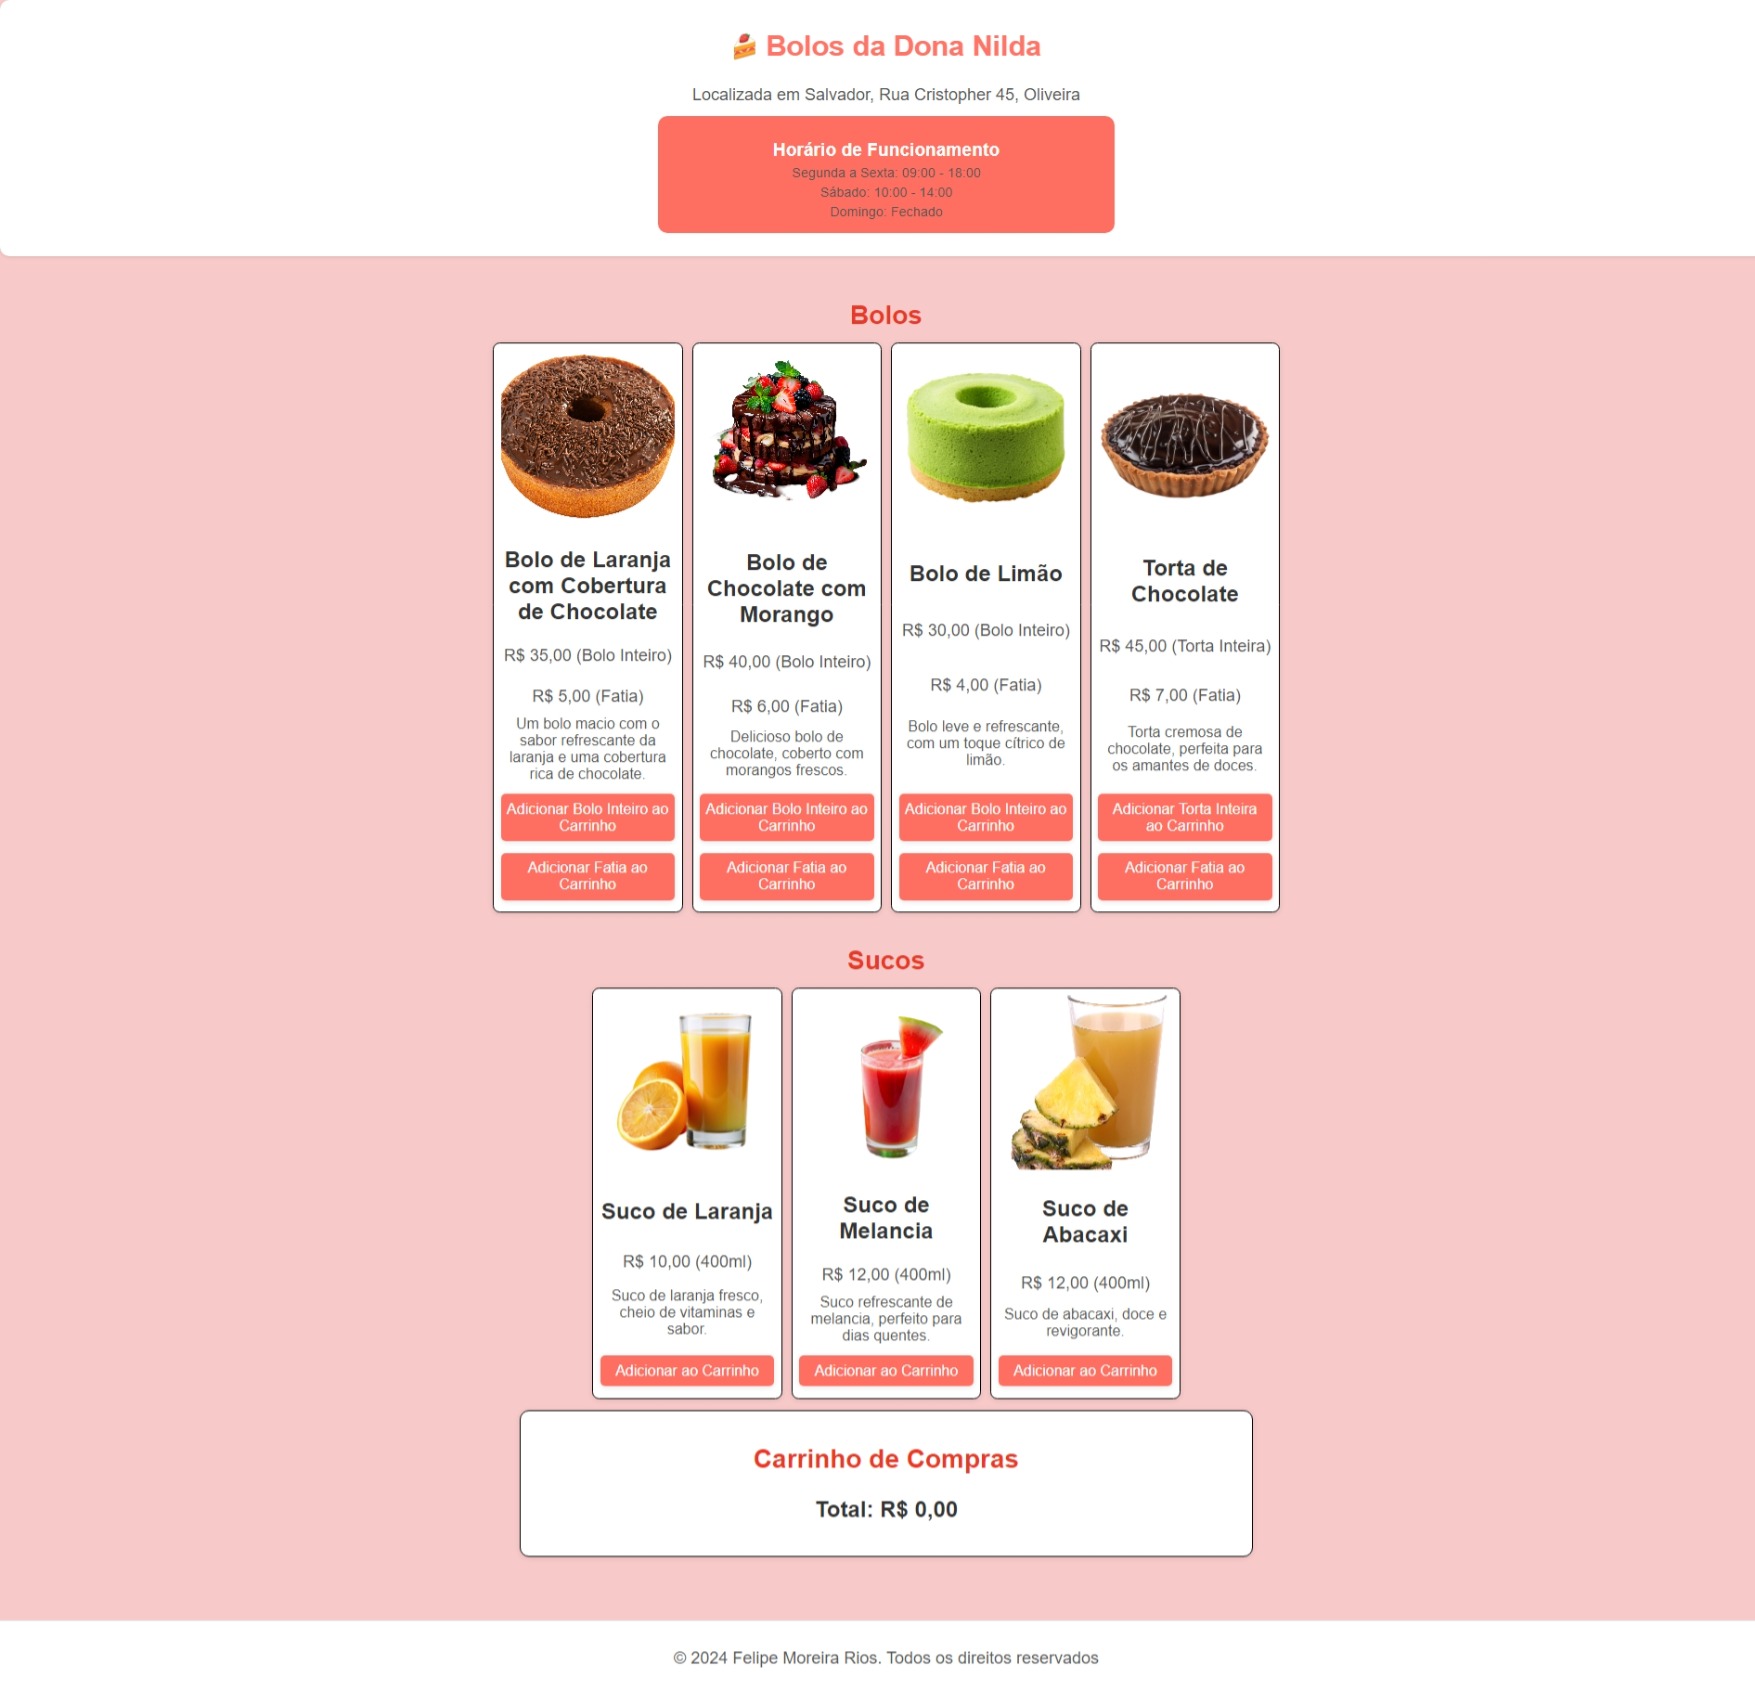 🍰 Bolos da Dona Nilda
Localizada em Salvador, Rua Cristopher 45, Oliveira
Horário de Funcionamento
Segunda a Sexta: 09:00 - 18:00
Sábado: 10:00 - 14:00
Domingo: Fechado
Bolos
Bolo de Laranja
com Cobertura
de Chocolate
R$ 35,00 (Bolo Inteiro)
R$ 5,00 (Fatia)
Um bolo macio com o
sabor refrescante da
laranja e uma cobertura
rica de chocolate.
Adicionar Bolo Inteiro ao
Carrinho
Adicionar Fatia ao
Carrinho
Bolo de
Chocolate com
Morango
R$ 40,00 (Bolo Inteiro)
R$ 6,00 (Fatia)
Delicioso bolo de
chocolate, coberto com
morangos frescos.
Adicionar Bolo Inteiro ao
Carrinho
Adicionar Fatia ao
Carrinho
Bolo de Limão
R$ 30,00 (Bolo Inteiro)
R$ 4,00 (Fatia)
Bolo leve e refrescante,
com um toque cítrico de
limão.
Adicionar Bolo Inteiro ao
Carrinho
Adicionar Fatia ao
Carrinho
Torta de
Chocolate
R$ 45,00 (Torta Inteira)
R$ 7,00 (Fatia)
Torta cremosa de
chocolate, perfeita para
os amantes de doces.
Adicionar Torta Inteira
ao Carrinho
Adicionar Fatia ao
Carrinho
Sucos
Suco de Laranja
R$ 10,00 (400ml)
Suco de laranja fresco,
cheio de vitaminas e
sabor.
Adicionar ao Carrinho
Suco de
Melancia
R$ 12,00 (400ml)
Suco refrescante de
melancia, perfeito para
dias quentes.
Adicionar ao Carrinho
Suco de
Abacaxi
R$ 12,00 (400ml)
Suco de abacaxi, doce e
revigorante.
Adicionar ao Carrinho
Carrinho de Compras
Total: R$ 0,00
© 2024 Felipe Moreira Rios. Todos os direitos reservados